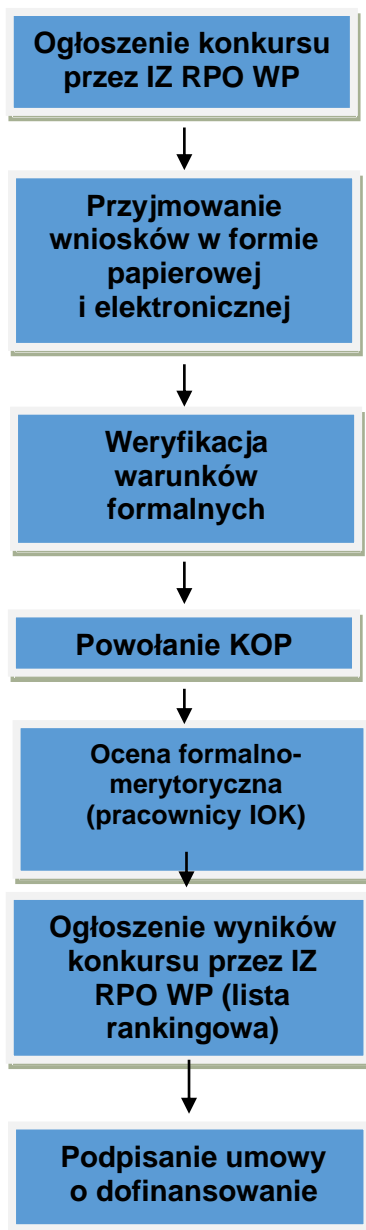 Ogłoszenie konkursu
przez IZ RPO WP
Przyjmowanie
wniosków w formie
papierowej
i elektronicznej
Weryfikacja
warunków
formalnych
Powołanie KOP
Ocena formalno-
merytoryczna
(pracownicy IOK)
Ogłoszenie wyników
konkursu przez IZ
RPO WP (lista
rankingowa)
Podpisanie umowy
o dofinansowanie